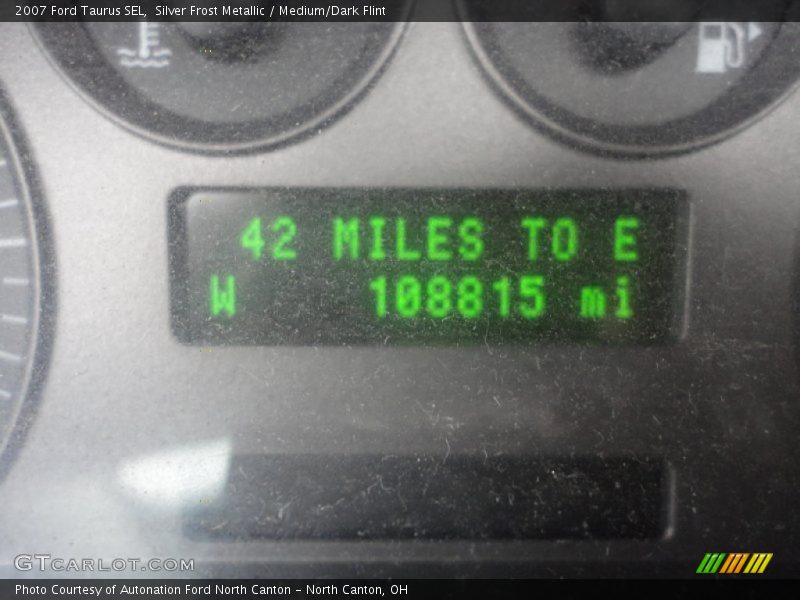 2007 Ford Taurus SEL,  Silver Frost Metallic / Medium/Dark Flint
42 MILES TO E
W 108815 mi
GTCARLOT.COM
Photo Courtesy of Autonation Ford North Canton - North Canton, OH